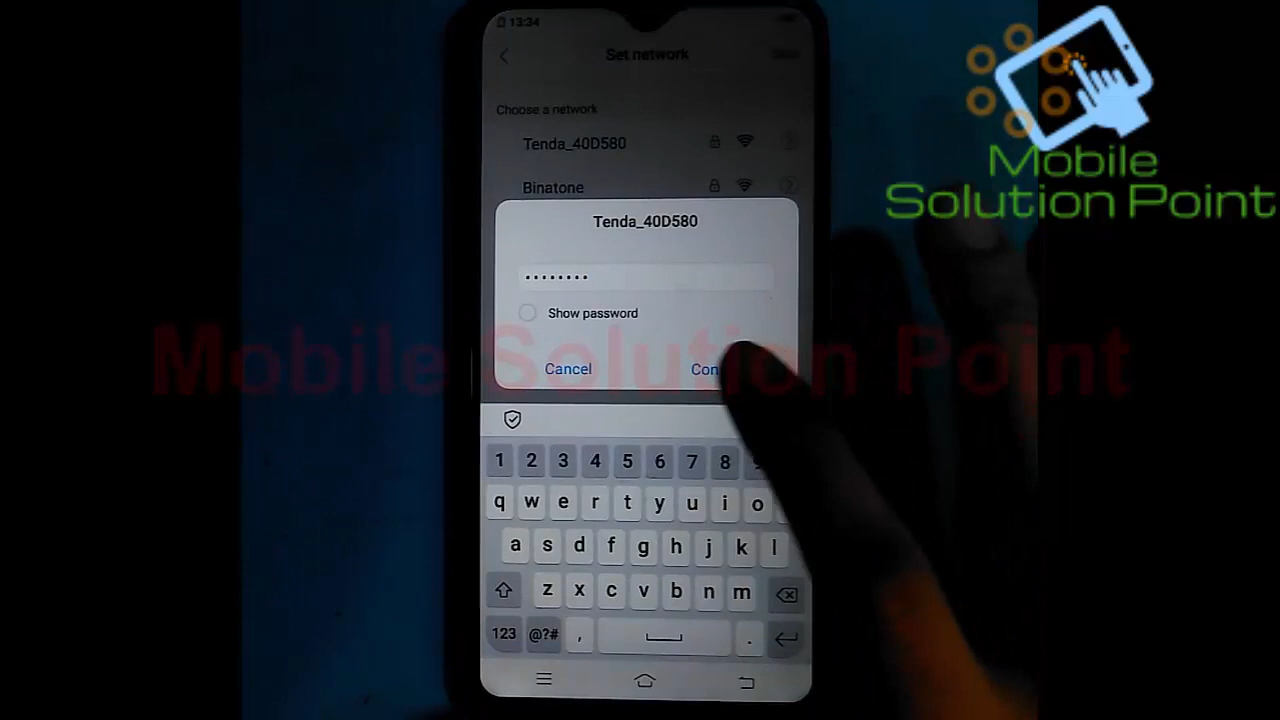 13:34
Set network
Choose a network
Tenda_40D580
Binatone
Tenda_40D580
••••••••
Show password
Cancel Con
1 2 3 4 5 6 7 8
q w e r t y u i o
a s d f g h j k l
z x c v b n m
123 @?# , .
Mobile
Solution Point
Mobile Solution Point